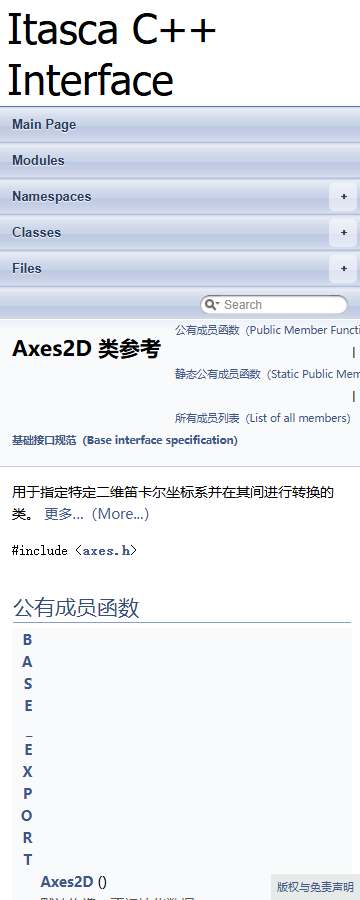 Itasca C++
Interface
Main Page
Modules
Namespaces
+
Classes
+
Files
+
Search
Axes2D 类参考
公有成员函数 (Public Member Functi
|
静态公有成员函数 (Static Public Mem
|
所有成员列表 (List of all members)
基础接口规范 (Base interface specification)
用于指定特定二维笛卡尔坐标系并在其间进行转换的
类。 更多... (More...)
#include <axes.h>
公有成员函数
B
A
S
E
_
E
X
P
O
R
T
Axes2D ()
版权与免责声明